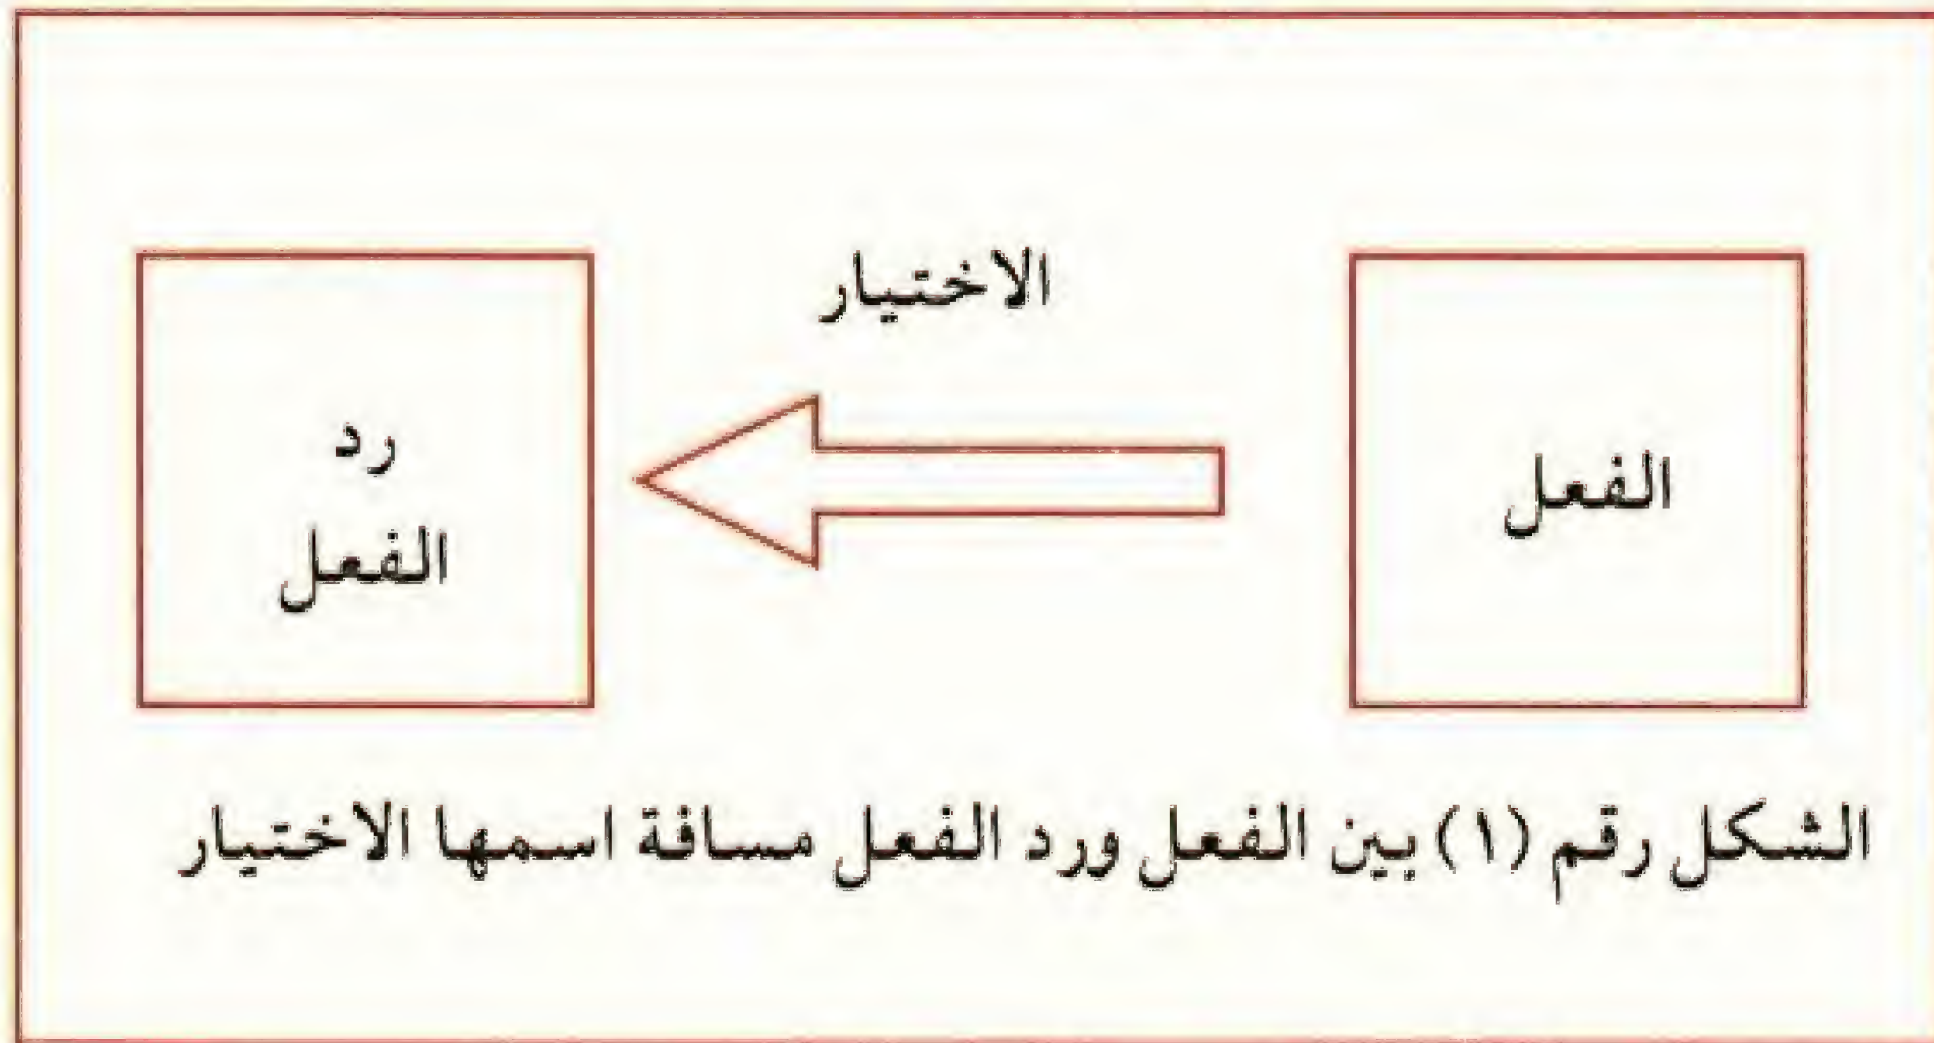 الاختيار
الفعل
رد
الفعل
الشكل رقم (١) بين الفعل ورد الفعل مسافة اسمها الاختيار